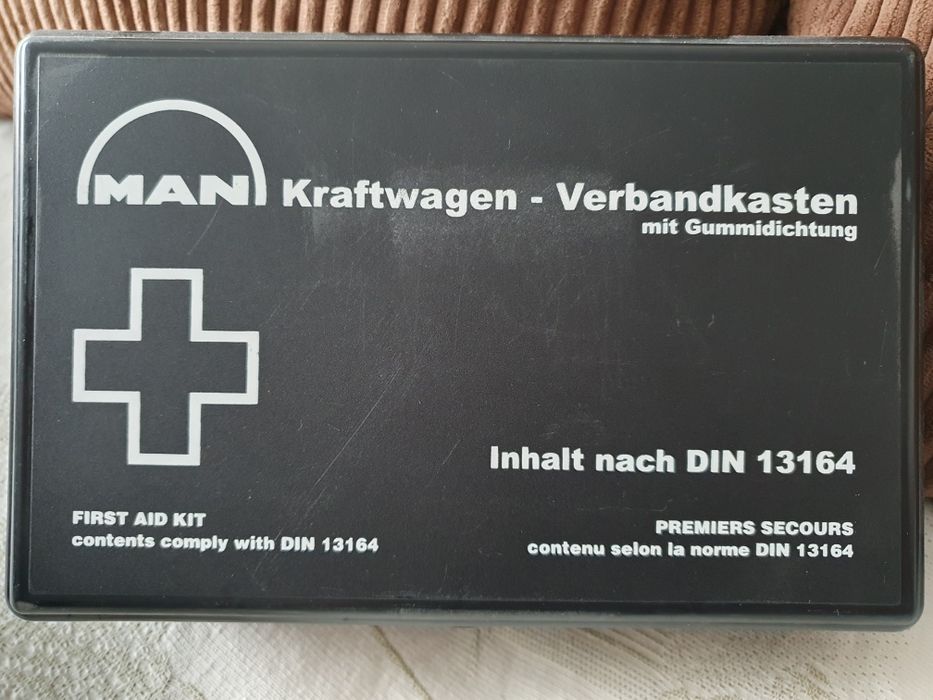 MAN Kraftwagen - Verbandkasten
mit Gummidichtung
Inhalt nach DIN 13164
FIRST AID KIT
contents comply with DIN 13164
PREMIERS SECOURS
contenu selon la norme DIN 13164